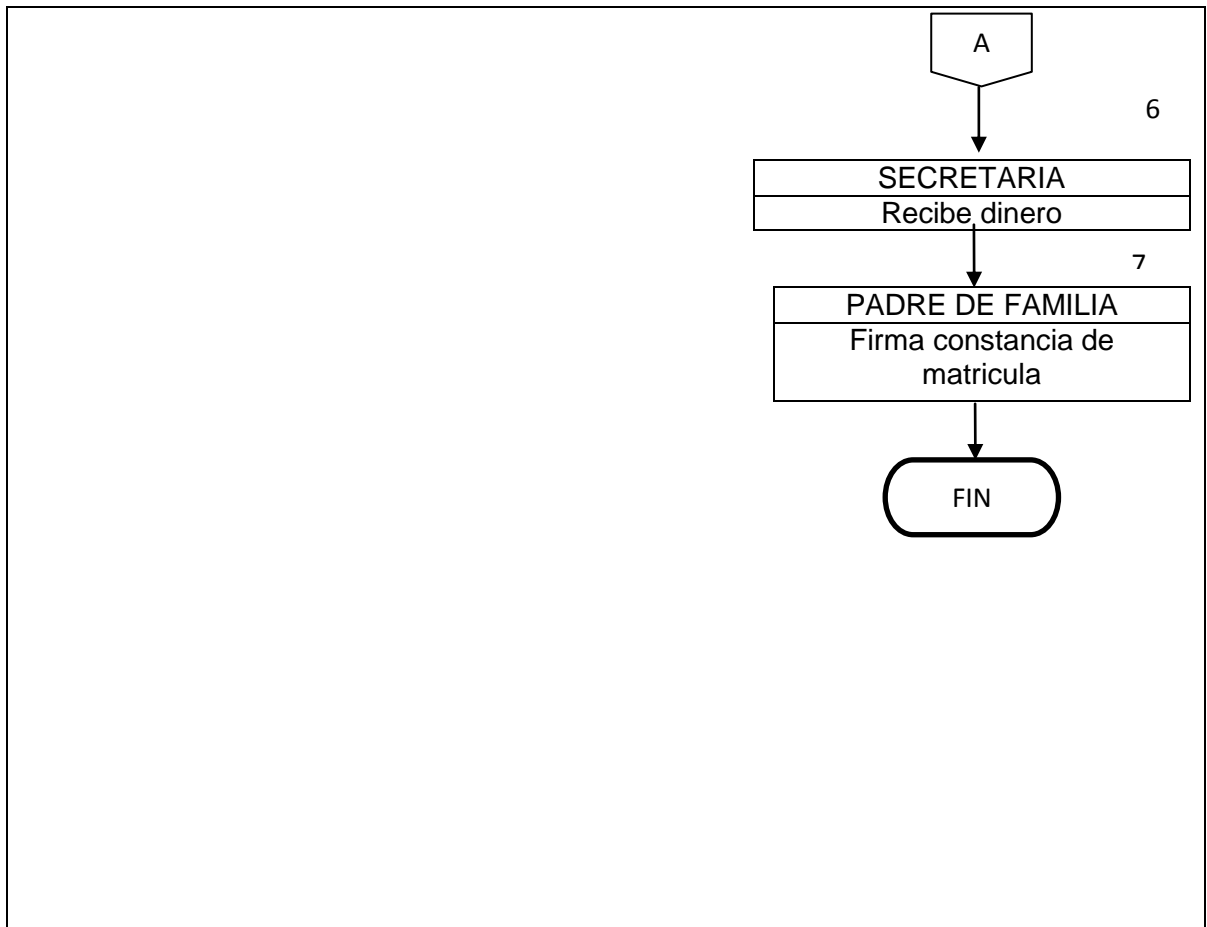 A
6
SECRETARIA
Recibe dinero
7
PADRE DE FAMILIA
Firma constancia de
matricula
FIN